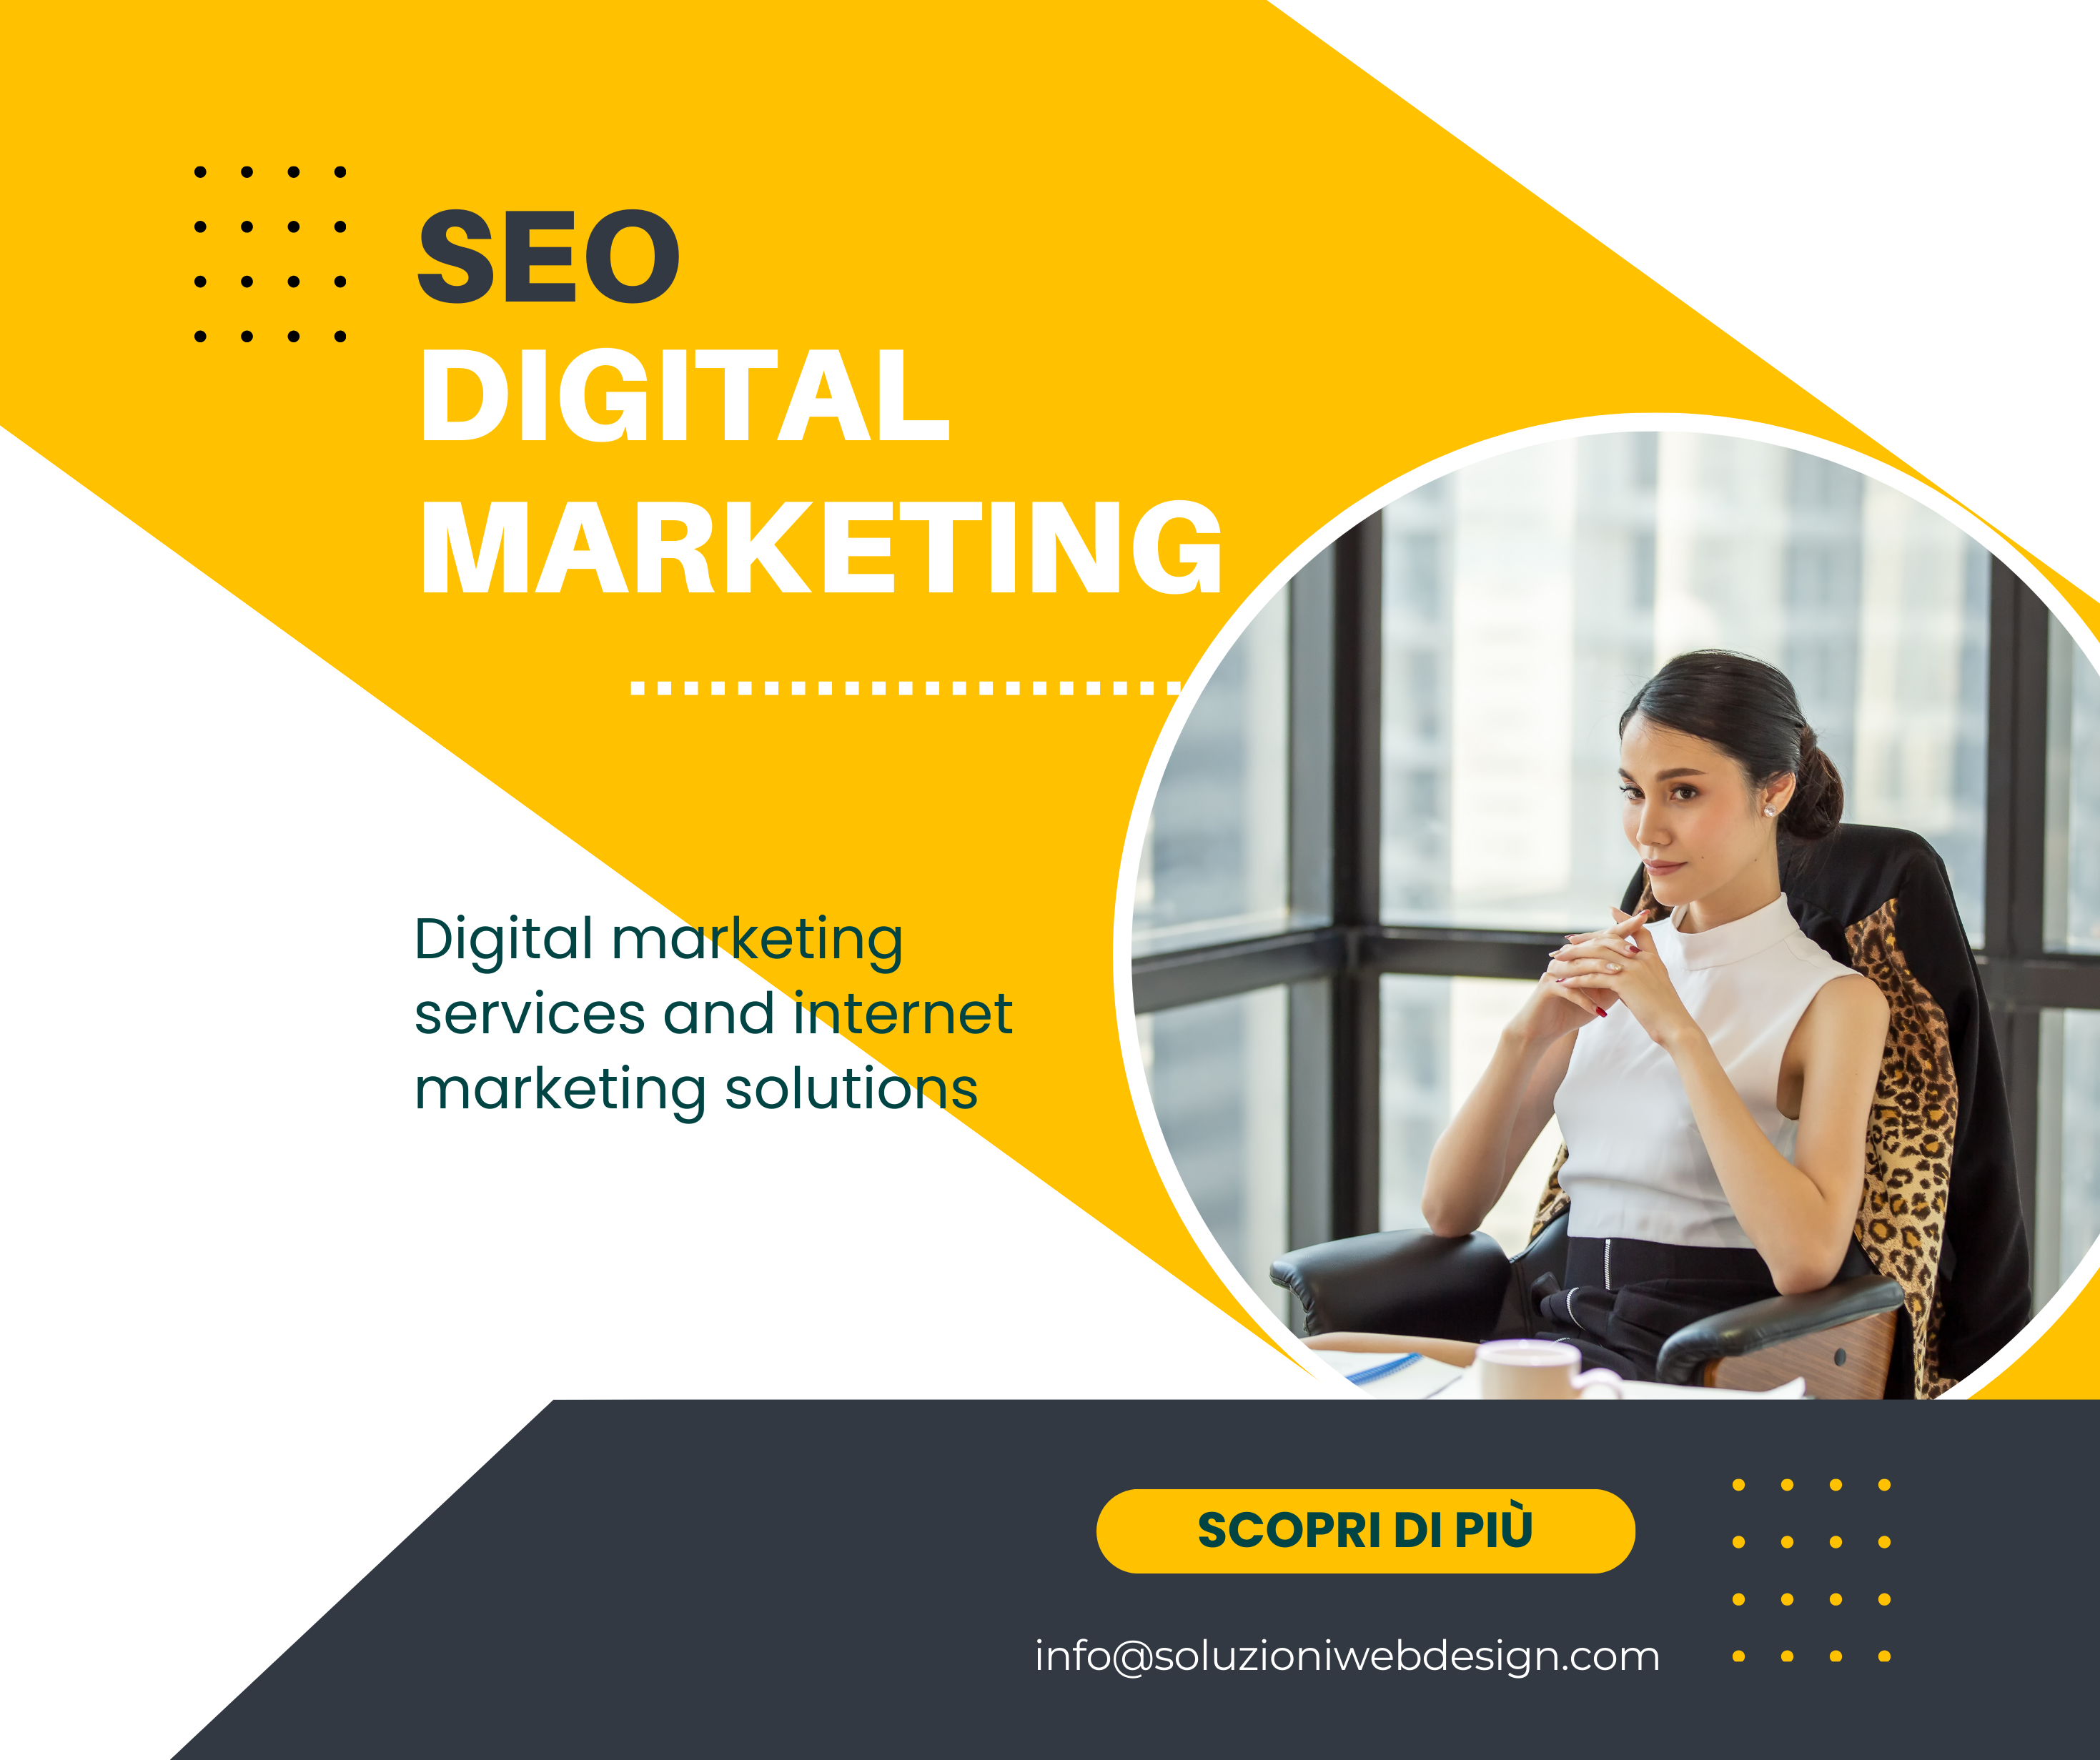 SEO
DIGITAL
MARKETING
Digital marketing
services and internet
marketing solutions
SCOPRI DI PIÙ
info@soluzioniwebdesign.com